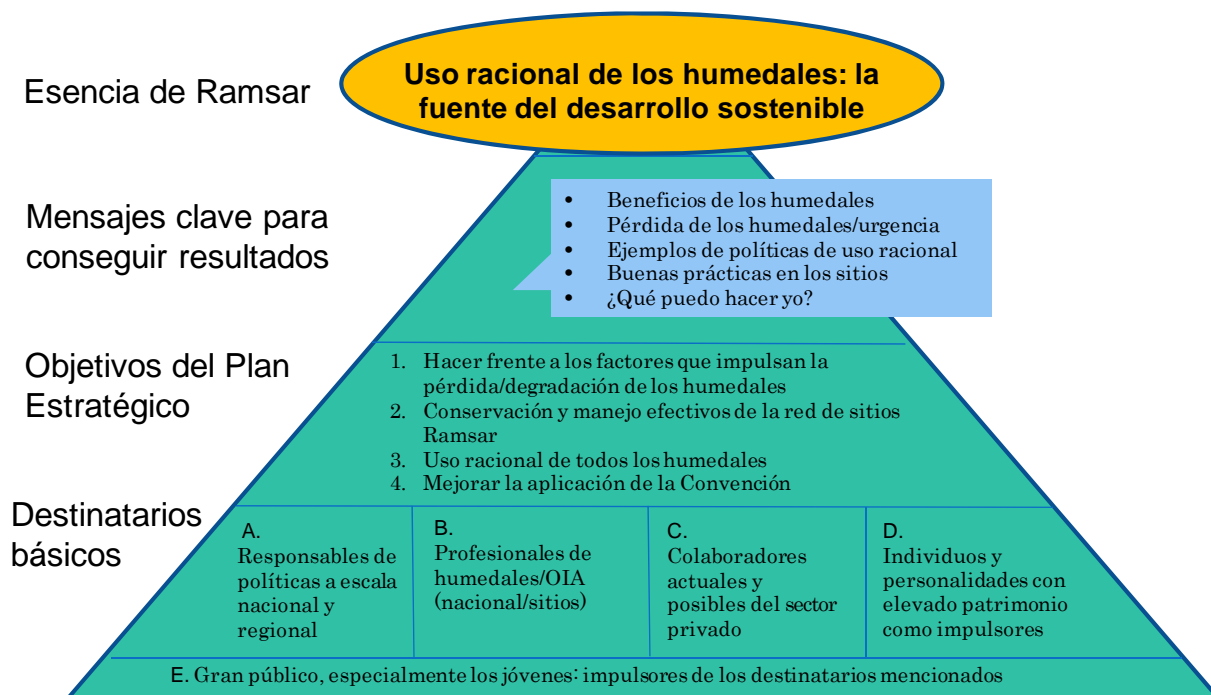 Esencia de Ramsar
Uso racional de los humedales: la
fuente del desarrollo sostenible
Mensajes clave para
conseguir resultados
• Beneficios de los humedales
• Pérdida de los humedales/urgencia
• Ejemplos de políticas de uso racional
• Buenas prácticas en los sitios
• ¿Qué puedo hacer yo?
Objetivos del Plan
Estratégico
1. Hacer frente a los factores que impulsan la
pérdida/degradación de los humedales
2. Conservación y manejo efectivos de la red de sitios
Ramsar
3. Uso racional de todos los humedales
4. Mejorar la aplicación de la Convención
Destinatarios
básicos
A.
Responsables de
políticas a escala
nacional y
regional
B.
Profesionales de
humedales/OIA
(nacional/sitios)
C.
Colaboradores
actuales y
posibles del sector
privado
D.
Individuos y
personalidades con
elevado patrimonio
como impulsores
E. Gran público, especialmente los jóvenes: impulsores de los destinatarios mencionados